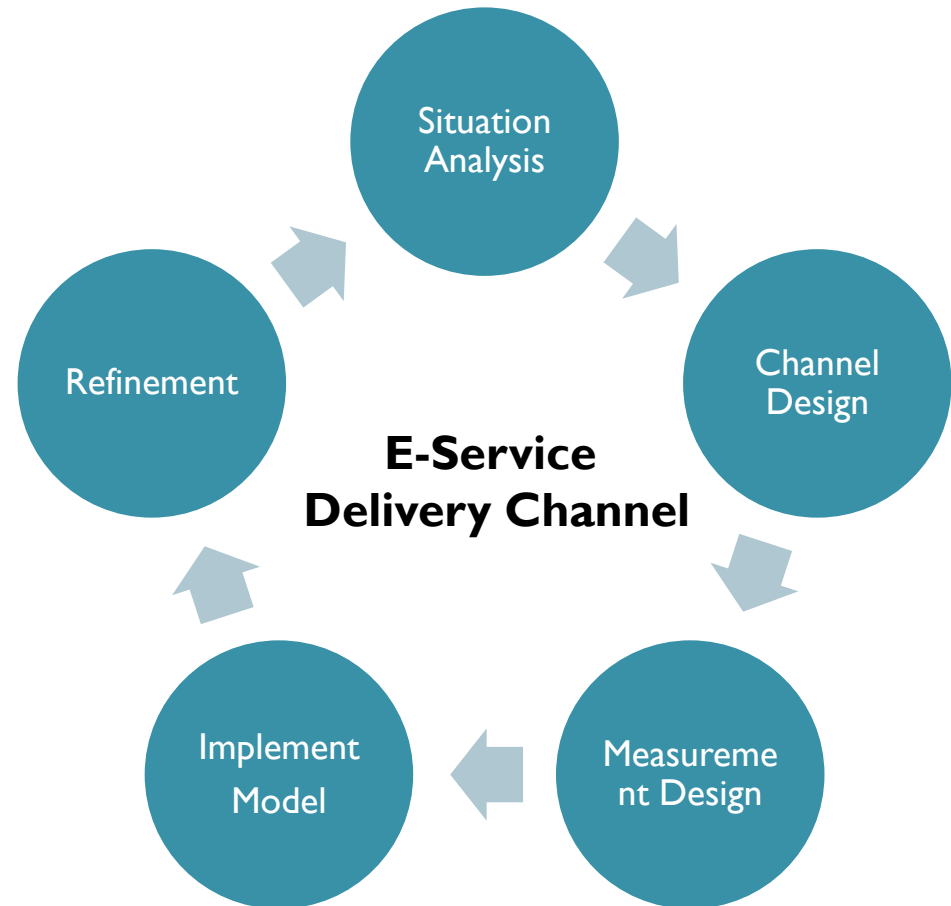 Situation
Analysis
Channel
Design
Measureme
nt Design
Implement
Model
Refinement
E-Service
Delivery Channel